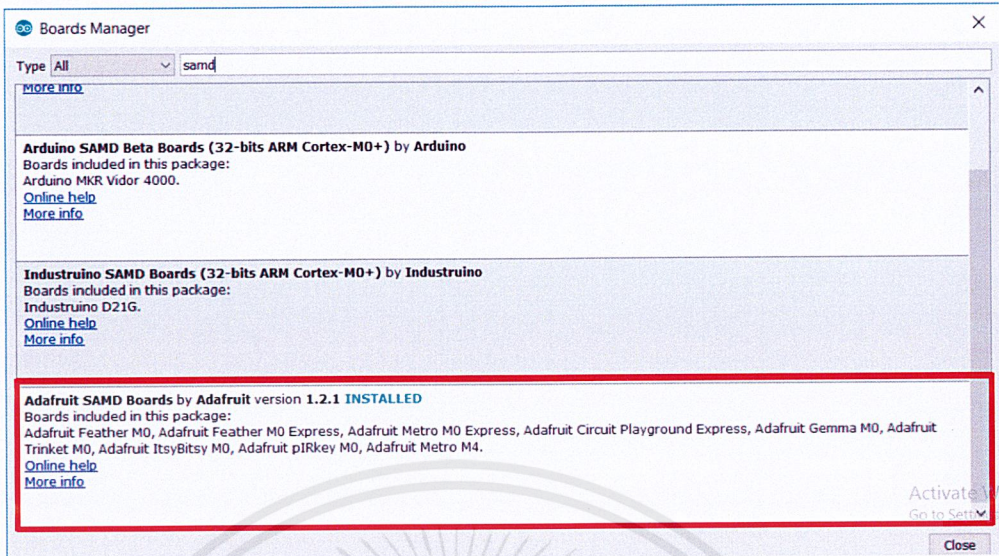 Boards Manager
Type All samd
More info
Arduino SAMD Beta Boards (32-bits ARM Cortex-M0+) by Arduino
Boards included in this package:
Arduino MKR Vidor 4000.
Online help
More info
Industruino SAMD Boards (32-bits ARM Cortex-M0+) by Industruino
Boards included in this package:
Industruino D21G.
Online help
More info
Adafruit SAMD Boards by Adafruit version 1.2.1 INSTALLED
Boards included in this package:
Adafruit Feather M0, Adafruit Feather M0 Express, Adafruit Metro M0 Express, Adafruit Circuit Playground Express, Adafruit Gemma M0, Adafruit
Trinket M0, Adafruit ItsyBitsy M0, Adafruit pIRkey M0, Adafruit Metro M4.
Online help
More info
Activate W
Go to Sett
Close